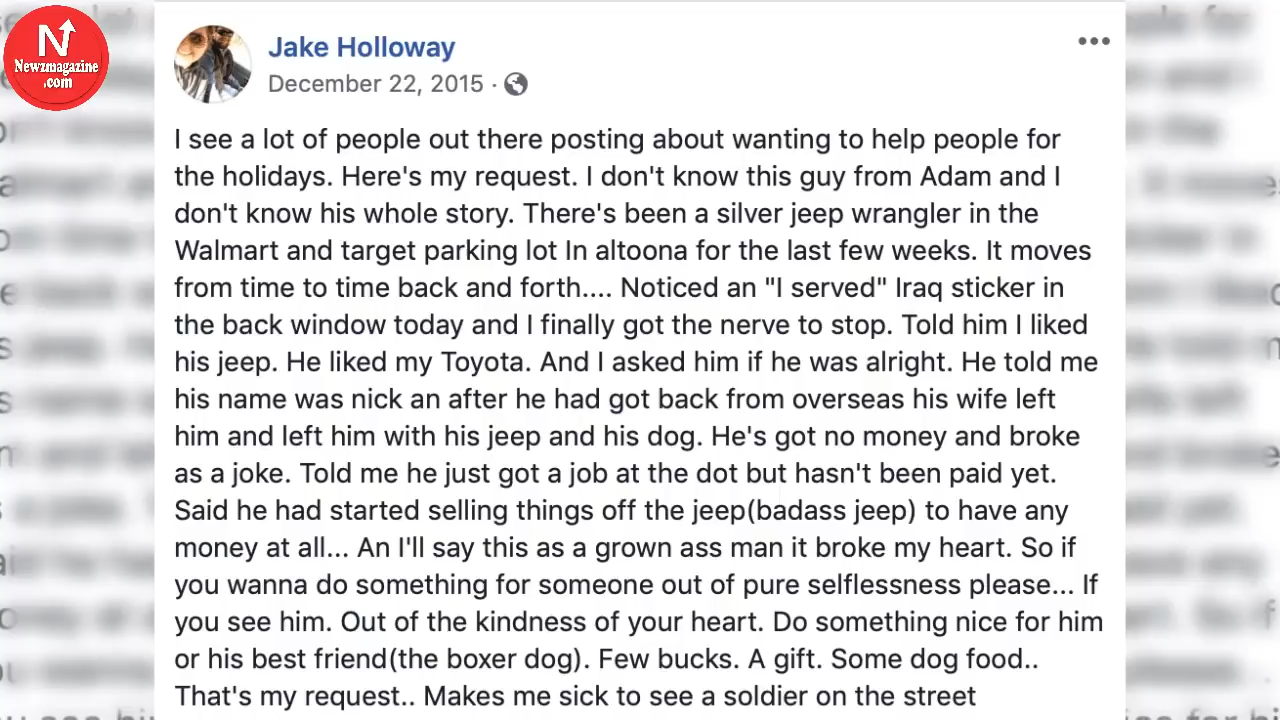 N
Newzmagazine
.com
Jake Holloway
December 22, 2015 ·
I see a lot of people out there posting about wanting to help people for
the holidays. Here's my request. I don't know this guy from Adam and I
don't know his whole story. There's been a silver jeep wrangler in the
Walmart and target parking lot In altoona for the last few weeks. It moves
from time to time back and forth.... Noticed an "I served" Iraq sticker in
the back window today and I finally got the nerve to stop. Told him I liked
his jeep. He liked my Toyota. And I asked him if he was alright. He told me
his name was nick an after he had got back from overseas his wife left
him and left him with his jeep and his dog. He's got no money and broke
as a joke. Told me he just got a job at the dot but hasn't been paid yet.
Said he had started selling things off the jeep(badass jeep) to have any
money at all... An I'll say this as a grown ass man it broke my heart. So if
you wanna do something for someone out of pure selflessness please... If
you see him. Out of the kindness of your heart. Do something nice for him
or his best friend(the boxer dog). Few bucks. A gift. Some dog food..
That's my request.. Makes me sick to see a soldier on the street